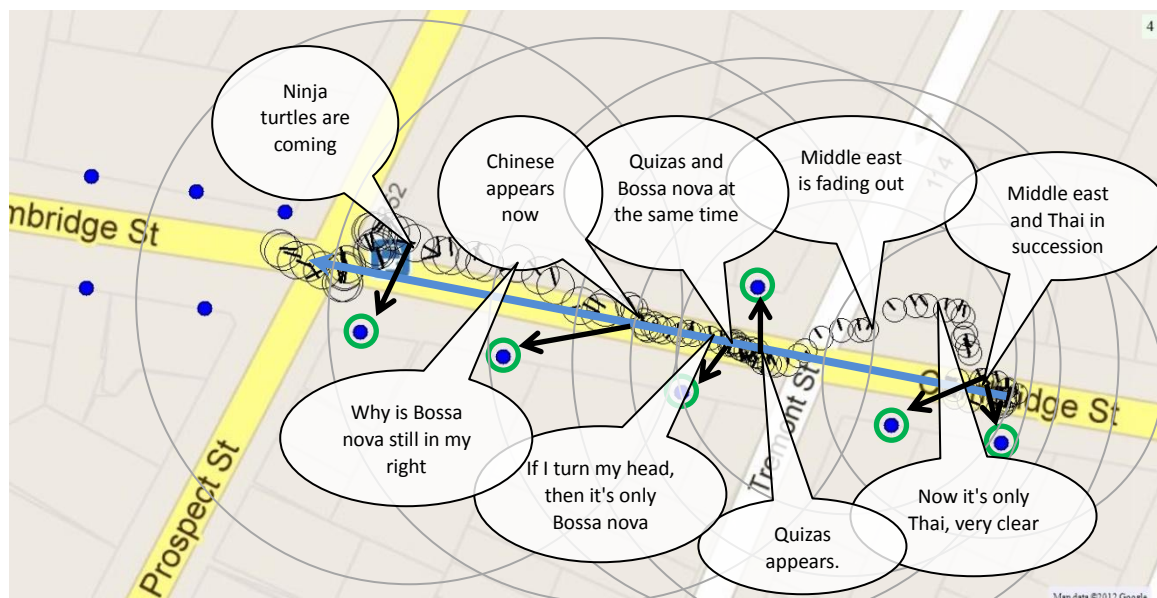 4
Ninja
turtles are
coming
Chinese
appears
now
Quizas and
Bossa nova at
the same time
Middle east
is fading out
Middle east
and Thai in
succession
114
mbridge St
Prospect St
Tremont St
bridge St
Why is Bossa
nova still in my
right
If I turn my head,
then it's only
Bossa nova
Quizas
appears.
Now it's only
Thai, very clear
Map data ©2012 Google